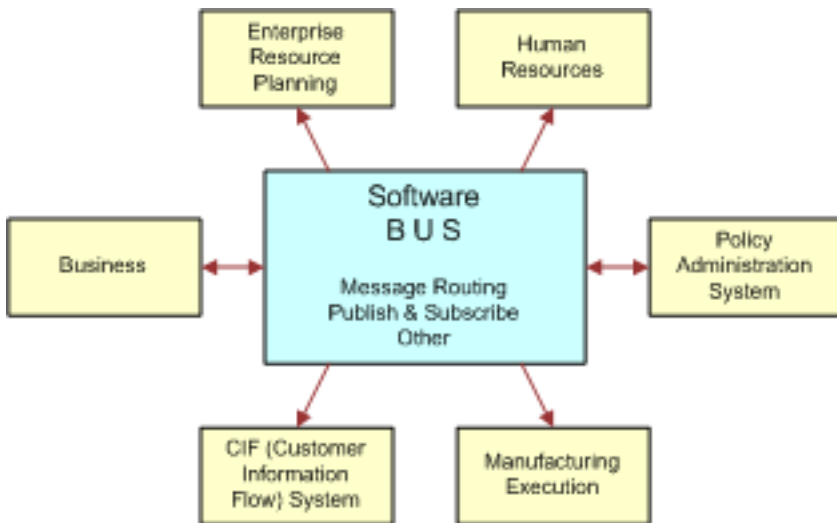 Enterprise
Resource
Planning
Human
Resources
Software
B U S
Message Routing
Publish & Subscribe
Other
Business
Policy
Administration
System
CIF (Customer
Information
Flow) System
Manufacturing
Execution